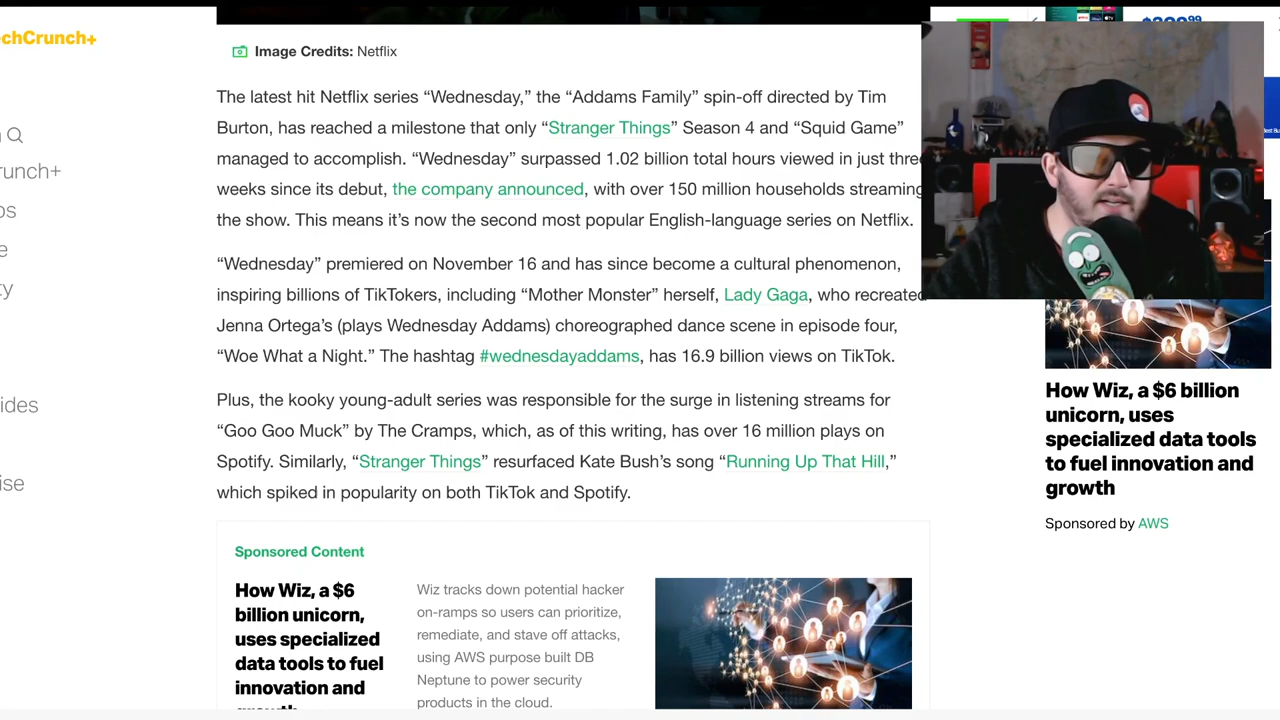 chCrunch+
Image Credits: Netflix
The latest hit Netflix series “Wednesday,” the “Addams Family” spin-off directed by Tim
Burton, has reached a milestone that only “Stranger Things” Season 4 and “Squid Game”
managed to accomplish. “Wednesday” surpassed 1.02 billion total hours viewed in just three
weeks since its debut, the company announced, with over 150 million households streaming
the show. This means it’s now the second most popular English-language series on Netflix.
“Wednesday” premiered on November 16 and has since become a cultural phenomenon,
inspiring billions of TikTokers, including “Mother Monster” herself, Lady Gaga, who recreated
Jenna Ortega’s (plays Wednesday Addams) choreographed dance scene in episode four,
“Woe What a Night.” The hashtag #wednesdayaddams, has 16.9 billion views on TikTok.
Plus, the kooky young-adult series was responsible for the surge in listening streams for
“Goo Goo Muck” by The Cramps, which, as of this writing, has over 16 million plays on
Spotify. Similarly, “Stranger Things” resurfaced Kate Bush’s song “Running Up That Hill,”
which spiked in popularity on both TikTok and Spotify.
Sponsored Content
How Wiz, a $6
billion unicorn,
uses specialized
data tools to fuel
innovation and
Wiz tracks down potential hacker
on-ramps so users can prioritize,
remediate, and stave off attacks,
using AWS purpose built DB
Neptune to power security
products in the cloud.
How Wiz, a $6 billion
unicorn, uses
specialized data tools
to fuel innovation and
growth
Sponsored by AWS
runch+
os
e
ty
ides
ise